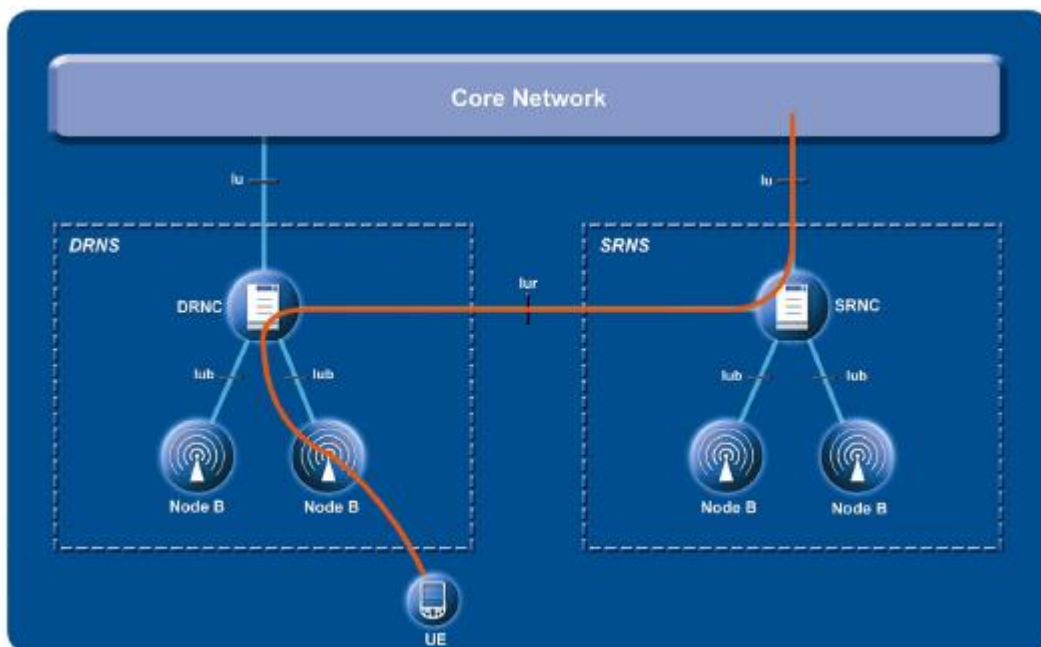 Core Network
Iu
Iu
DRNS
SRNS
Iur
DRNC
SRNC
Iub
Iub
Iub
Iub
Node B
Node B
Node B
Node B
UE